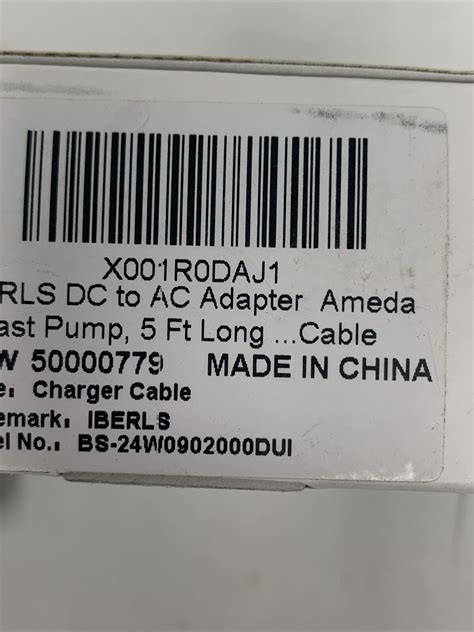 X001R0DAJ1
RLS DC to AC Adapter Ameda
ast Pump, 5 Ft Long ...Cable
W 50000779 MADE IN CHINA
e: Charger Cable
emark: IBERLS
el No.: BS-24W0902000DUI